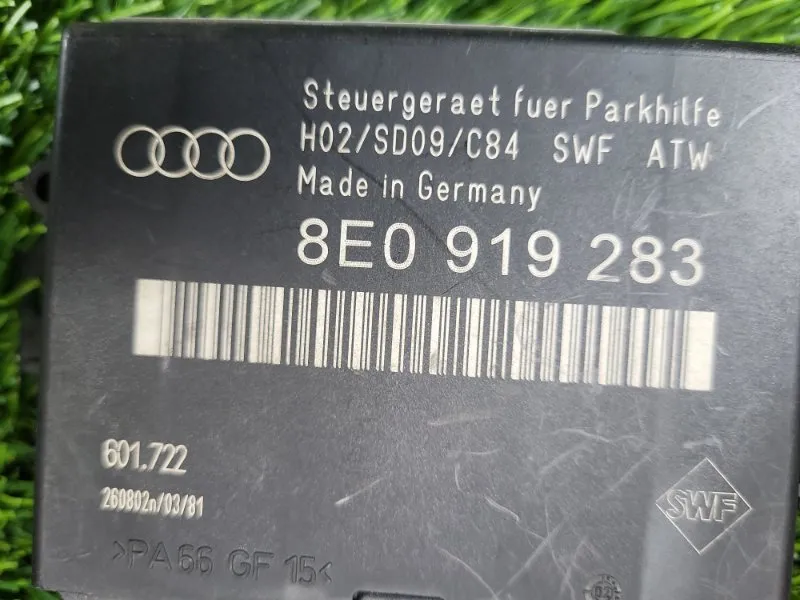 Steuergeraet fuer Parkhilfe
H02/SD09/C84 SWF ATW
Made in Germany
8E0 919 283
601.722
260802n/03/81
SWF
>PA 66 GF 15<
02